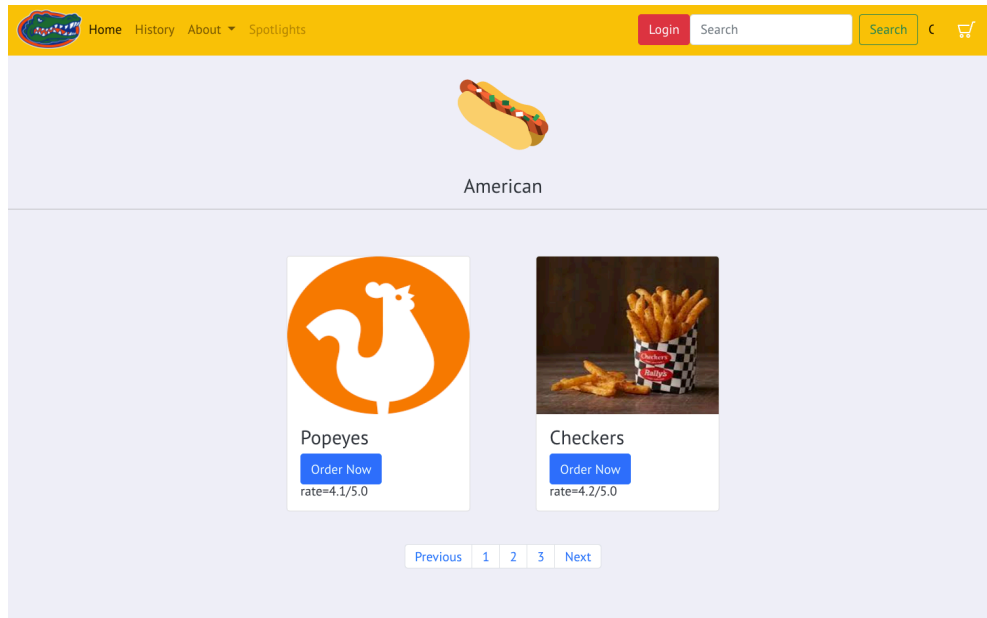 Home History About Spotlights Login Search Search C
American
Popeyes
Order Now
rate=4.1/5.0
Checkers
Rally's
Checkers
Order Now
rate=4.2/5.0
Previous 1 2 3 Next